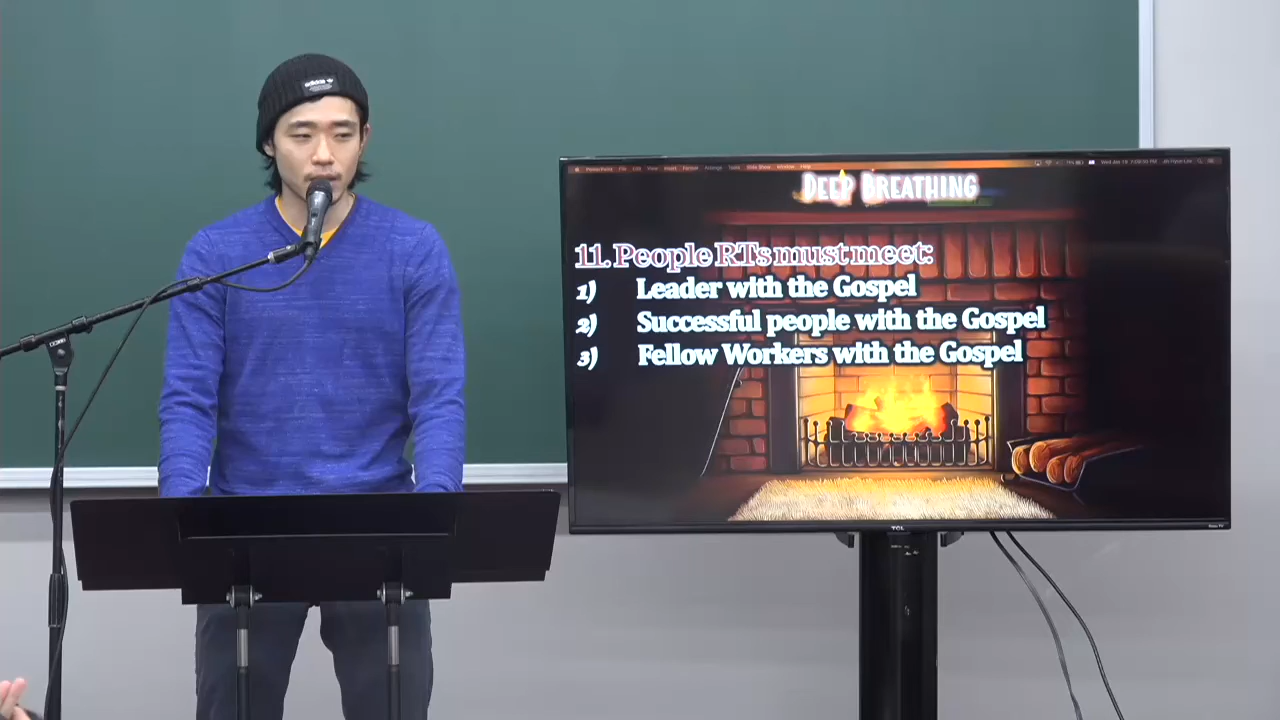 adidas
DEEP BREATHING
11. People RTs must meet:
1) Leader with the Gospel
2) Successful people with the Gospel
3) Fellow Workers with the Gospel
TCL